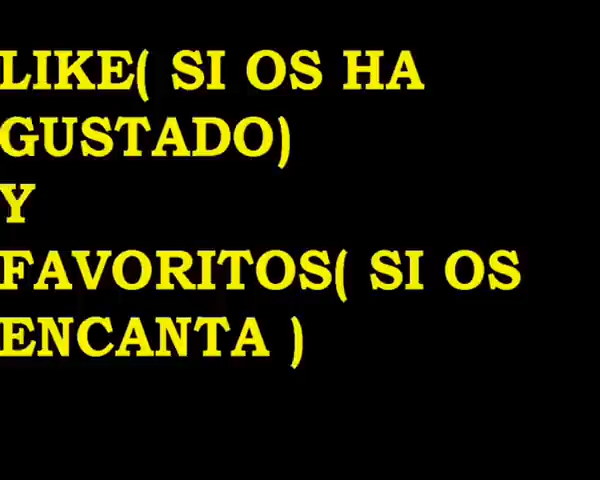 LIKE( SI OS HA
GUSTADO)
Y
FAVORITOS( SI OS
ENCANTA )